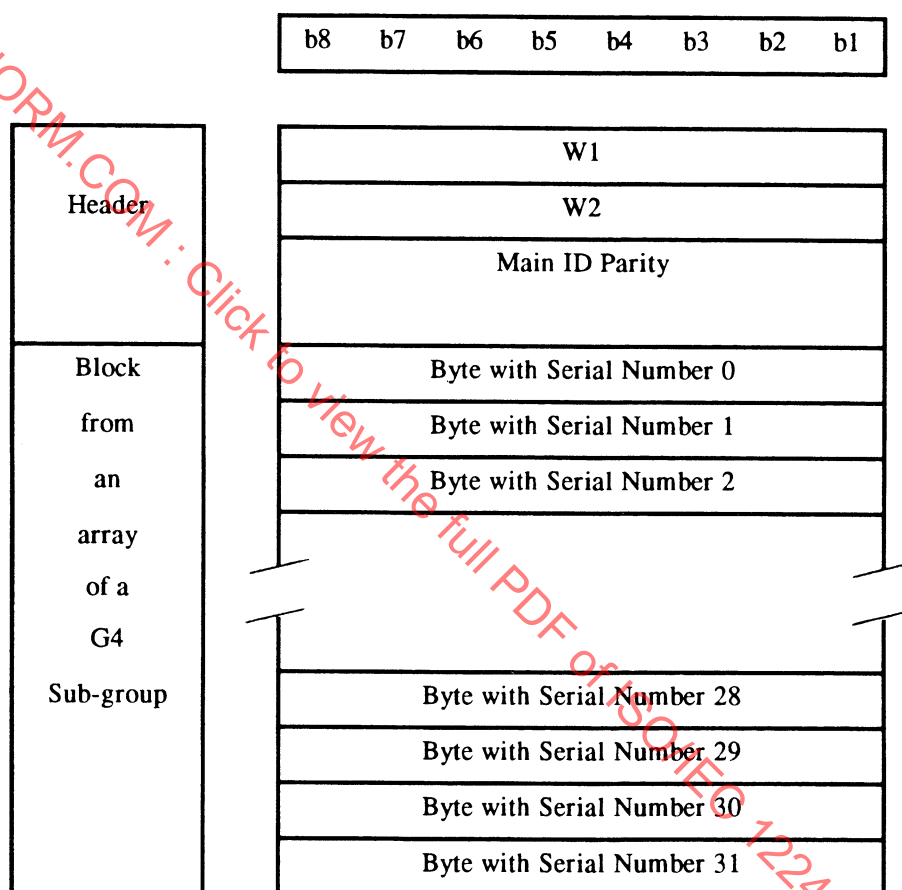 b8 b7 b6 b5 b4 b3 b2 b1
Header
W1
W2
Main ID Parity
Block
from
an
array
of a
G4
Sub-group
Byte with Serial Number 0
Byte with Serial Number 1
Byte with Serial Number 2
Byte with Serial Number 28
Byte with Serial Number 29
Byte with Serial Number 30
Byte with Serial Number 31
.COM : Click to view the full PDF of ISO/IEC